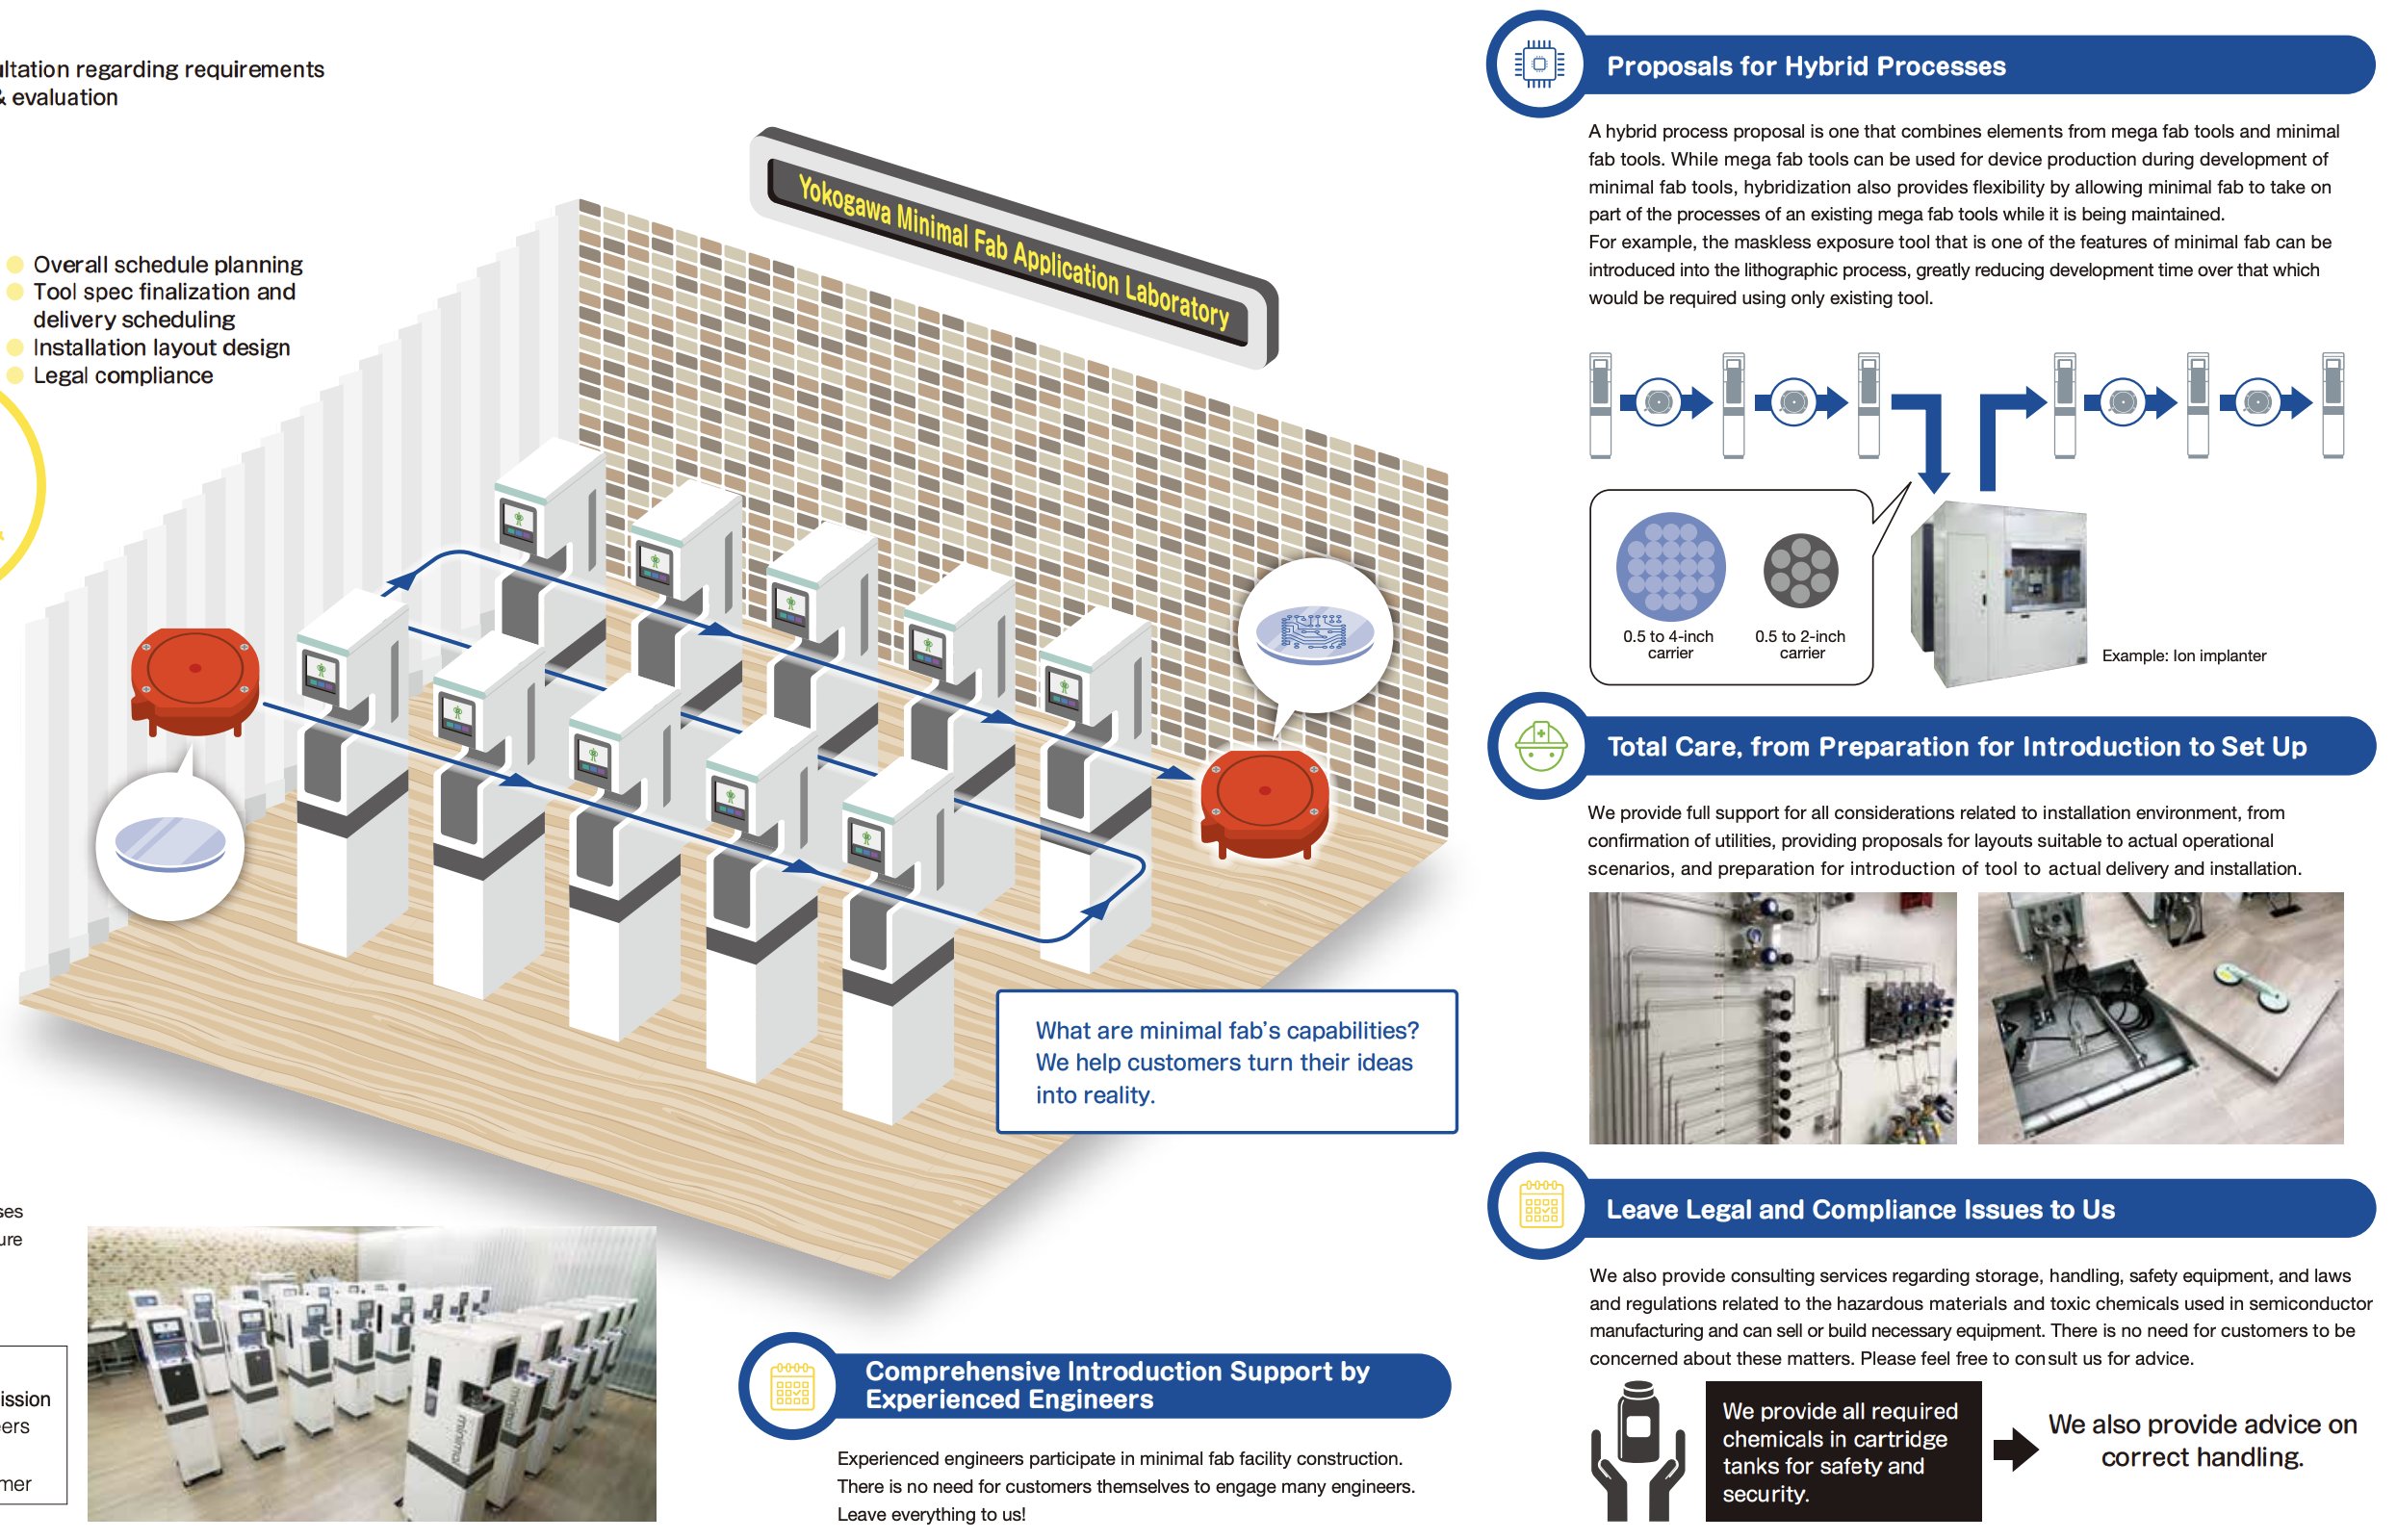 ultation regarding requirements
& evaluation
Overall schedule planning
Tool spec finalization and
delivery scheduling
Installation layout design
Legal compliance
Yokogawa Minimal Fab Application Laboratory
What are minimal fab's capabilities?
We help customers turn their ideas
into reality.
ses
ure
ission
eers
mer
minimal
Comprehensive Introduction Support by
Experienced Engineers
Experienced engineers participate in minimal fab facility construction.
There is no need for customers themselves to engage many engineers.
Leave everything to us!
Proposals for Hybrid Processes
A hybrid process proposal is one that combines elements from mega fab tools and minimal
fab tools. While mega fab tools can be used for device production during development of
minimal fab tools, hybridization also provides flexibility by allowing minimal fab to take on
part of the processes of an existing mega fab tools while it is being maintained.
For example, the maskless exposure tool that is one of the features of minimal fab can be
introduced into the lithographic process, greatly reducing development time over that which
would be required using only existing tool.
0.5 to 4-inch
carrier
0.5 to 2-inch
carrier
Example: Ion implanter
Total Care, from Preparation for Introduction to Set Up
We provide full support for all considerations related to installation environment, from
confirmation of utilities, providing proposals for layouts suitable to actual operational
scenarios, and preparation for introduction of tool to actual delivery and installation.
Leave Legal and Compliance Issues to Us
We also provide consulting services regarding storage, handling, safety equipment, and laws
and regulations related to the hazardous materials and toxic chemicals used in semiconductor
manufacturing and can sell or build necessary equipment. There is no need for customers to be
concerned about these matters. Please feel free to consult us for advice.
We provide all required
chemicals in cartridge
tanks for safety and
security.
We also provide advice on
correct handling.